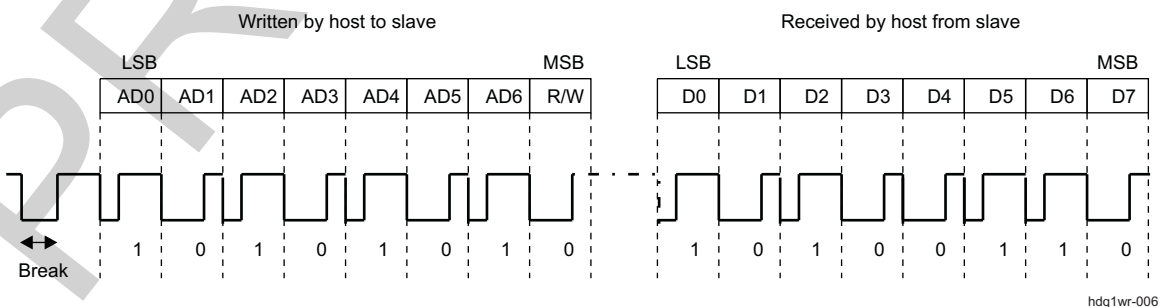 Written by host to slave Received by host from slave
LSB MSB LSB MSB
AD0 AD1 AD2 AD3 AD4 AD5 AD6 R/W D0 D1 D2 D3 D4 D5 D6 D7
1 0 1 0 1 0 1 0 1 0 1 0 0 1 1 0
Break
hdq1wr-006